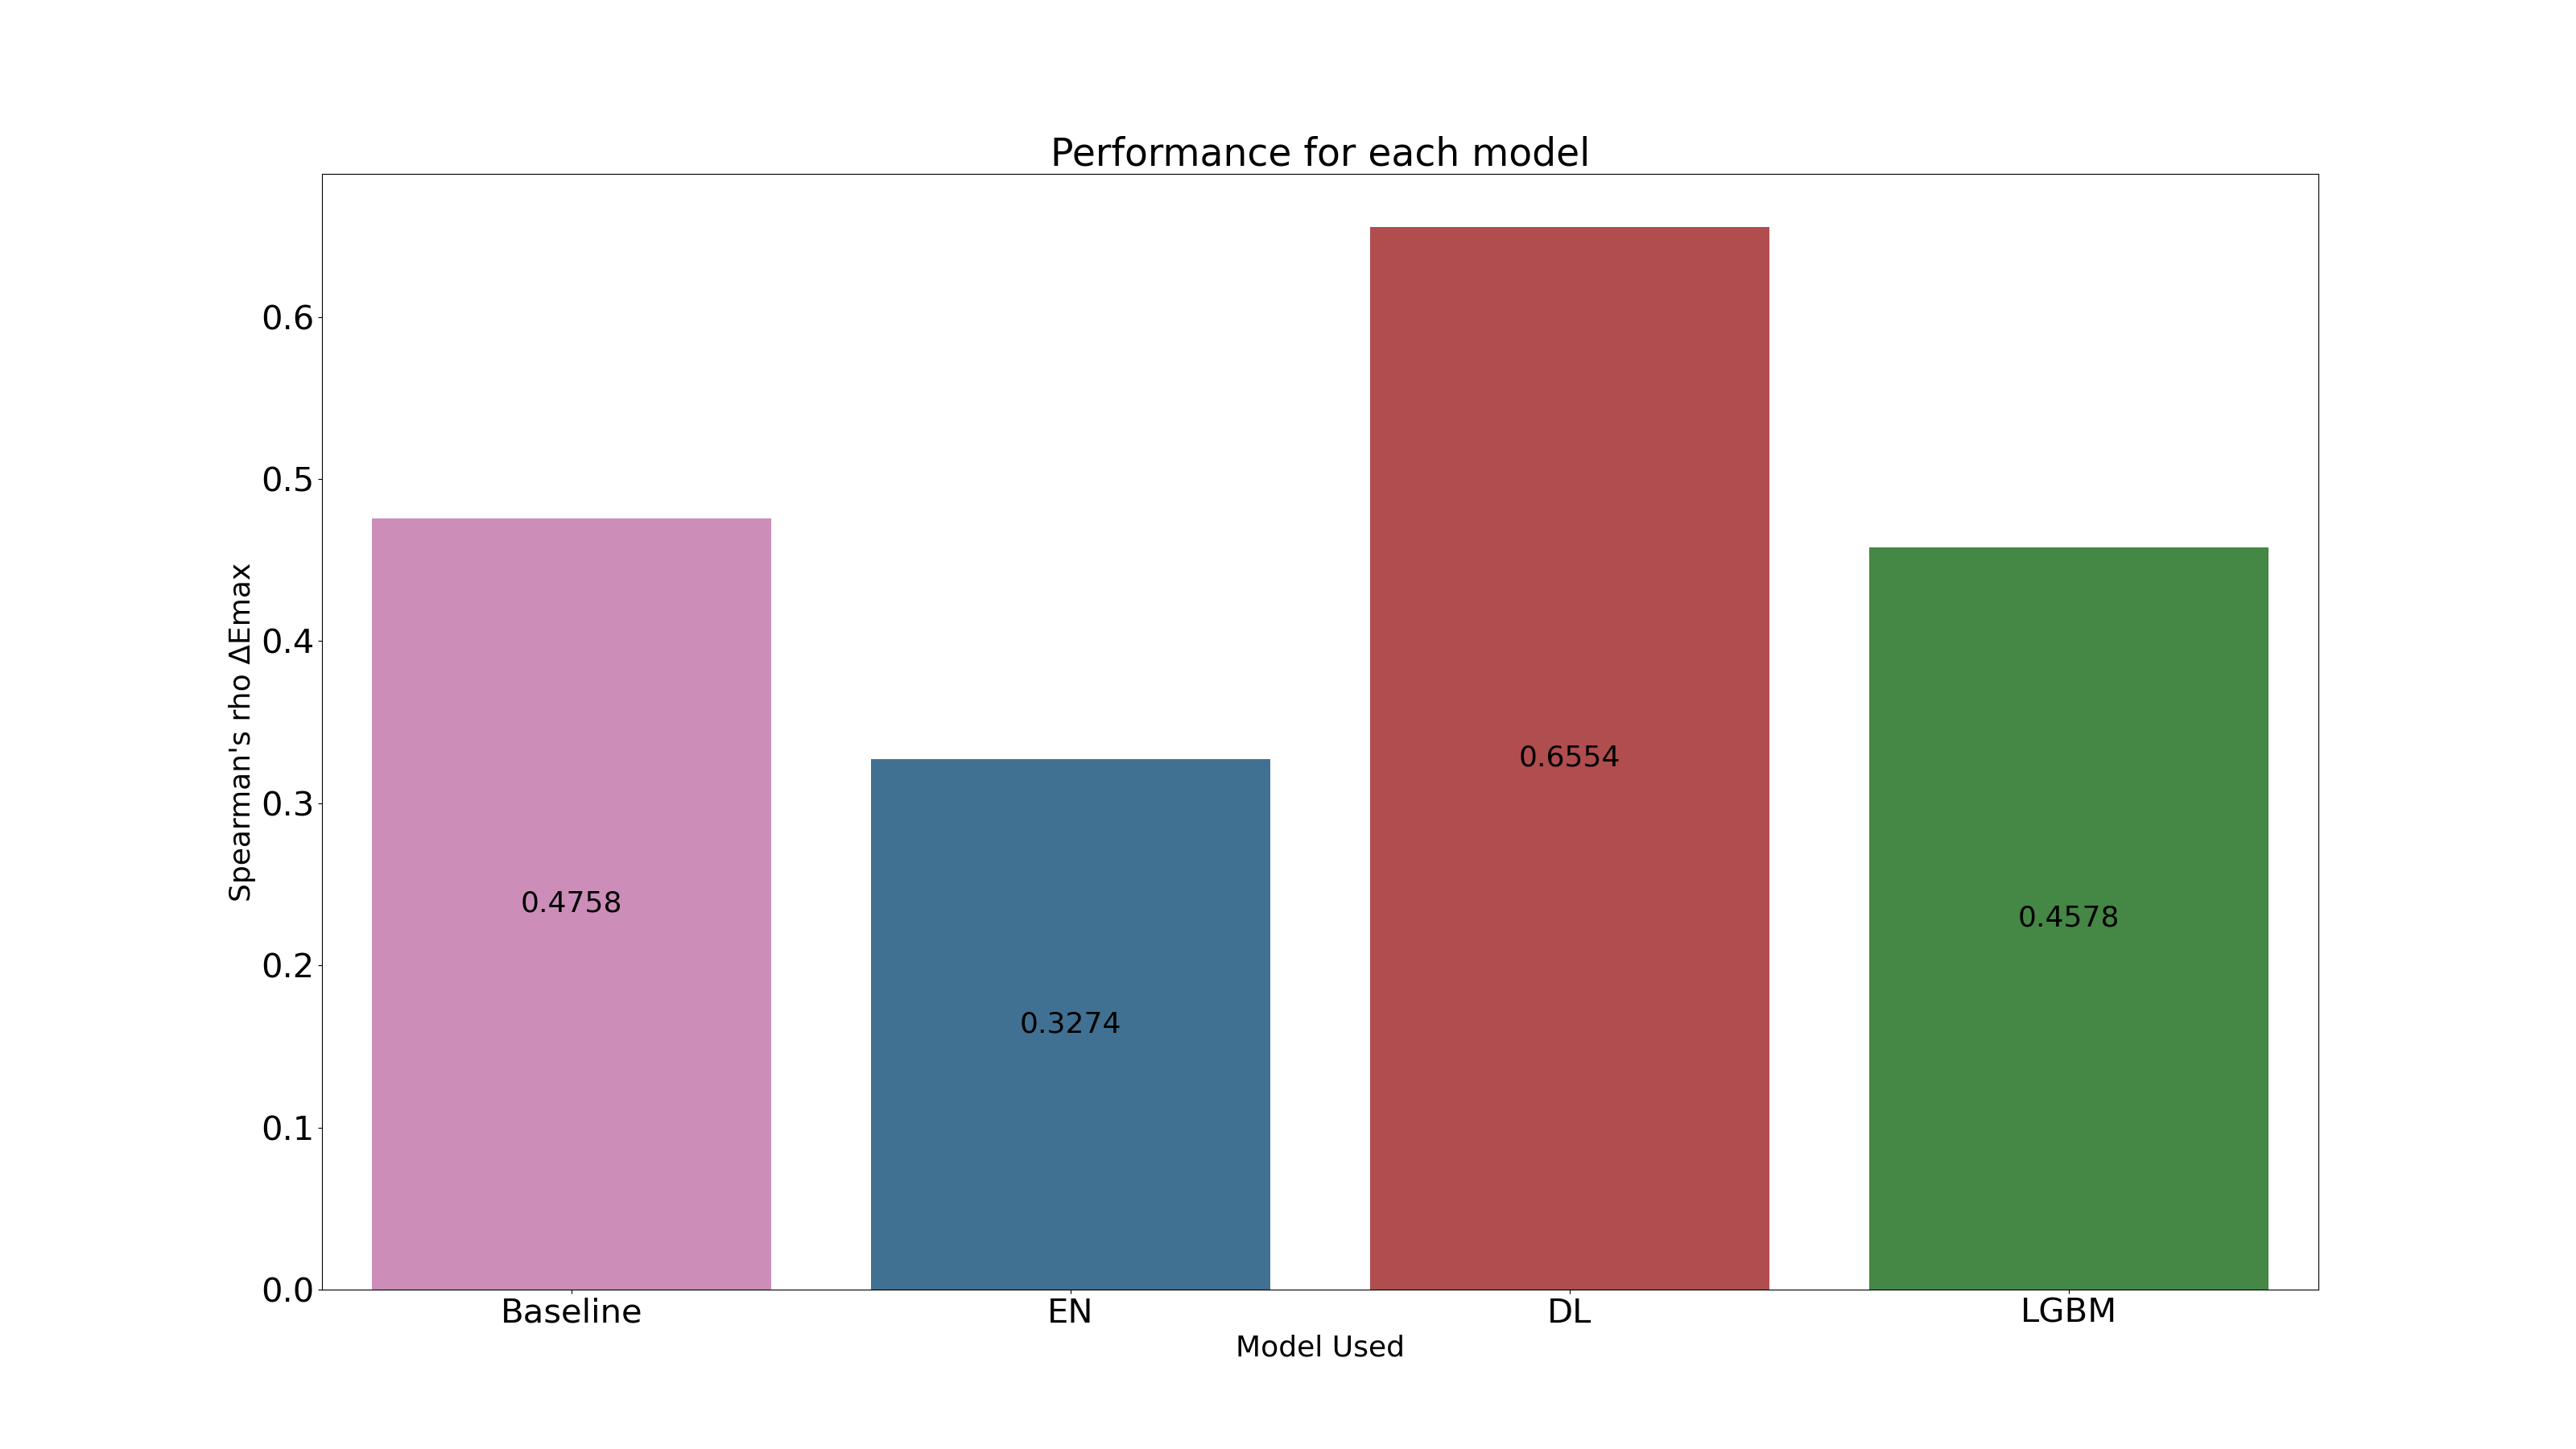 Performance for each model
Spearman's rho ΔEmax
0.6
0.5
0.4
0.3
0.2
0.1
0.0
0.4758
0.3274
0.6554
0.4578
Baseline
EN
DL
LGBM
Model Used